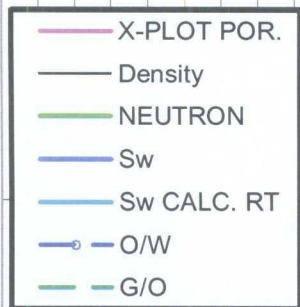 X-PLOT POR.
Density
NEUTRON
Sw
Sw CALC. RT
O/W
G/O